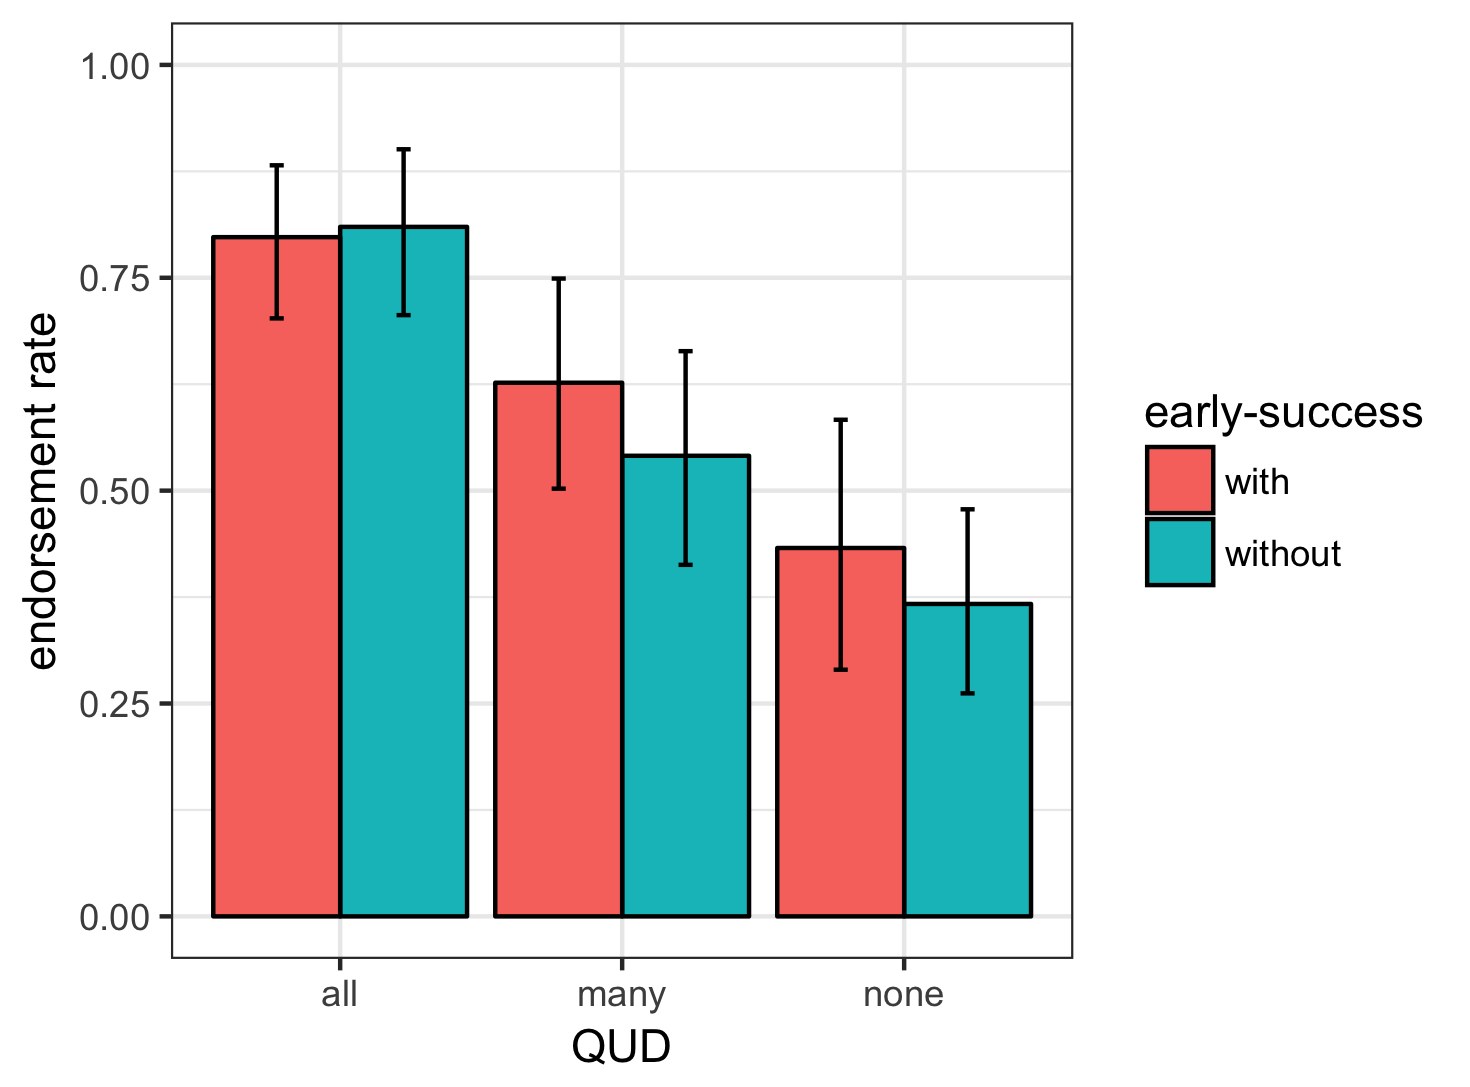 endorsement rate
1.00
0.75
0.50
0.25
0.00
all many none
QUD
early-success
with
without